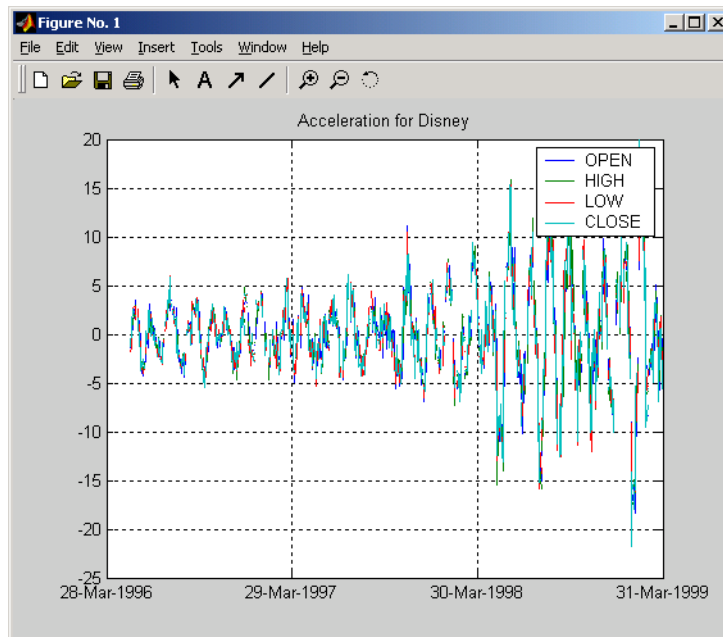 Figure No. 1
File Edit View Insert Tools Window Help
A
Acceleration for Disney
20
15
10
5
0
-5
-10
-15
-20
-25
OPEN
HIGH
LOW
CLOSE
28-Mar-1996 29-Mar-1997 30-Mar-1998 31-Mar-1999